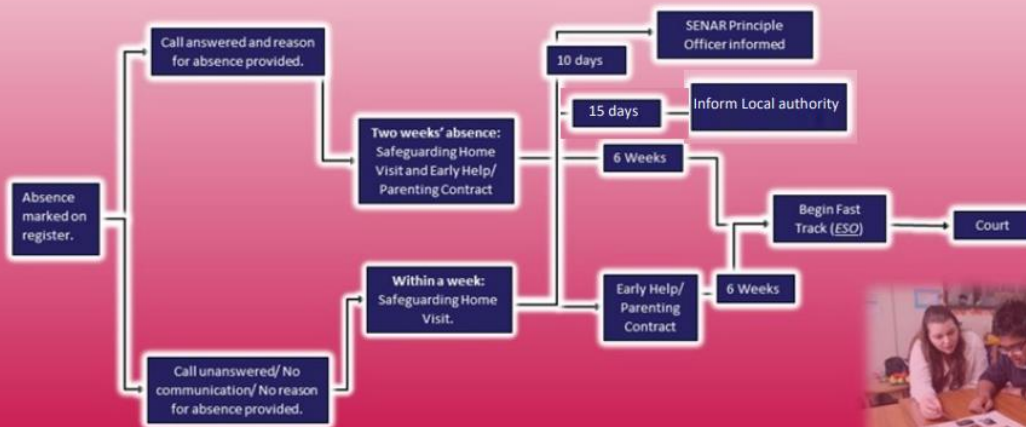 Absence
marked on
register.
Call answered and reason
for absence provided.
Call unanswered/ No
communication/ No reason
for absence provided.
Two weeks' absence:
Safeguarding Home
Visit and Early Help/
Parenting Contract
Within a week:
Safeguarding Home
Visit.
10 days
SENAR Principle
Officer informed
15 days
Inform Local authority
6 Weeks
Early Help/
Parenting
Contract
6 Weeks
Begin Fast
Track (ESO)
Court